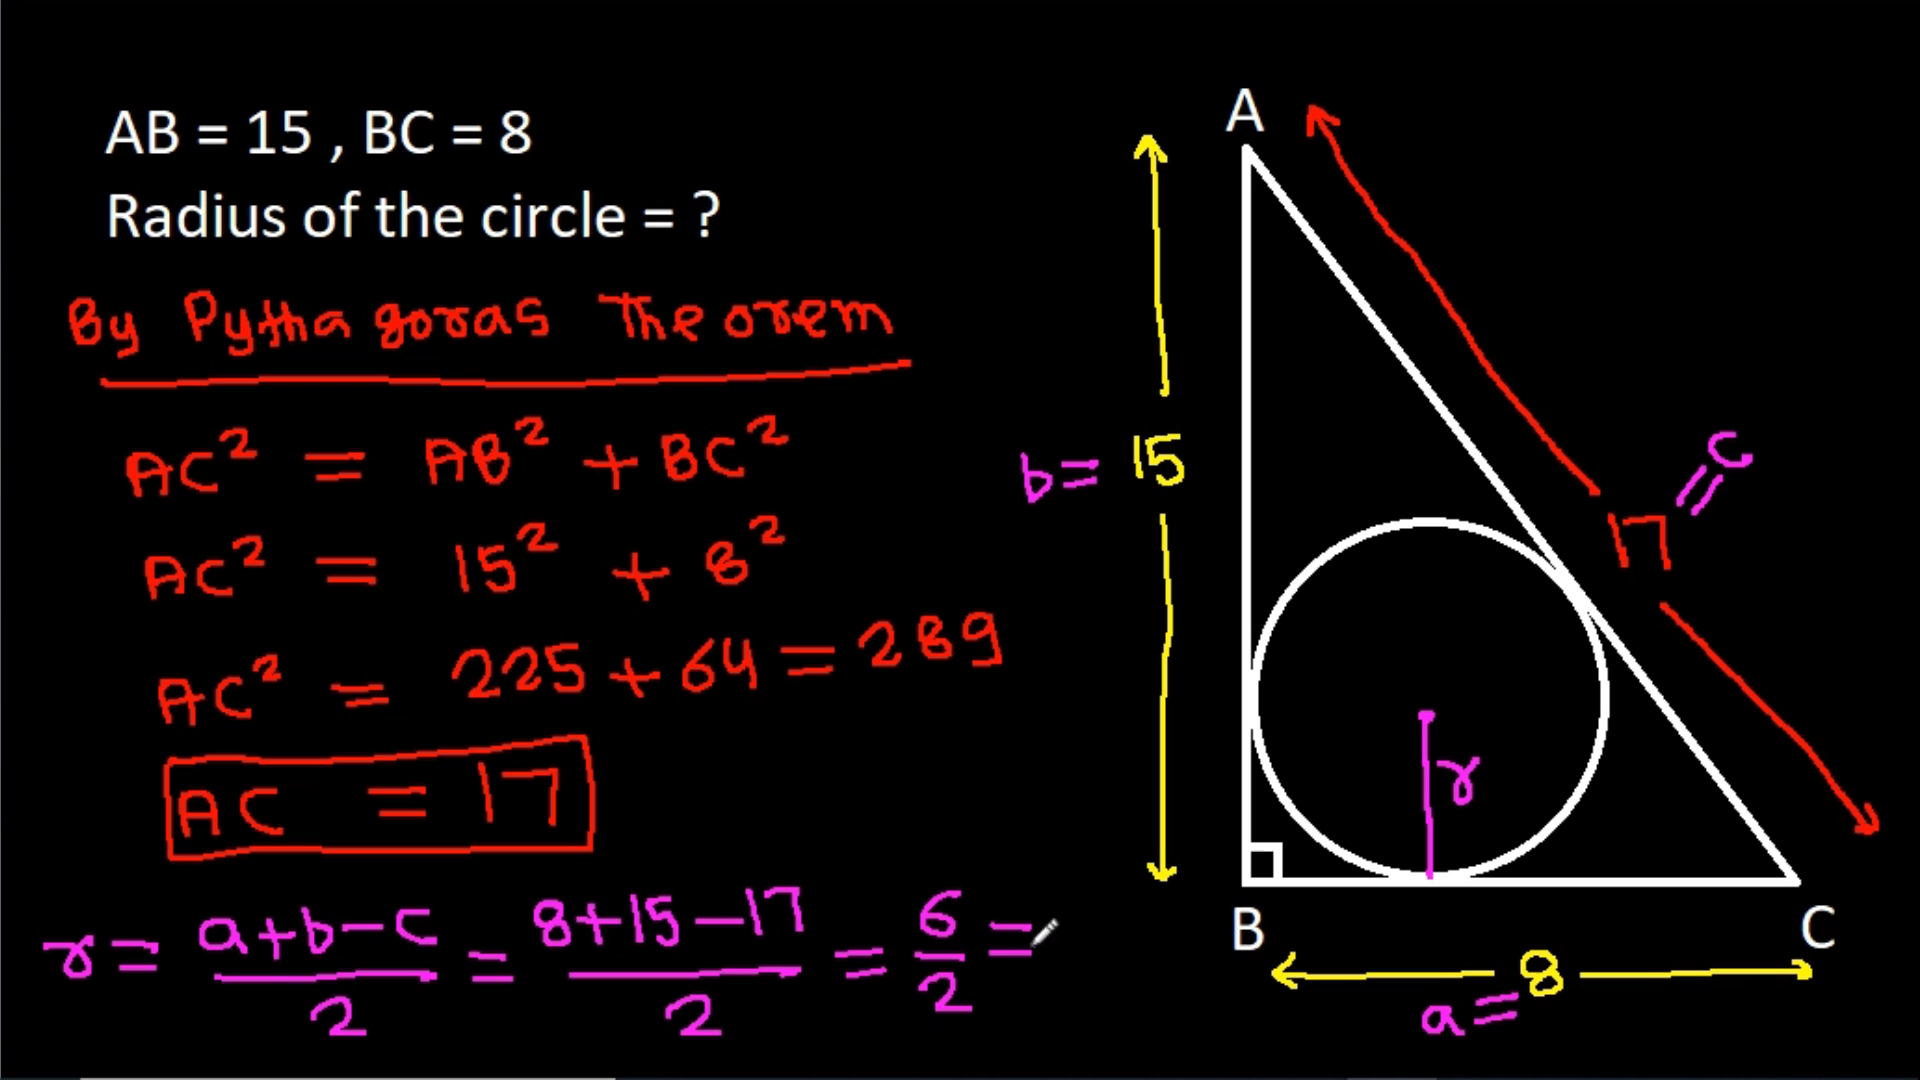 AB = 15 , BC = 8
Radius of the circle = ?
By Pythagoras Theorem
AC² = AB² + BC²
AC² = 15² + 8²
AC² = 225 + 64 = 289
AC = 17
r = (a+b-c)/2 = (8+15-17)/2 = 6/2 =
A
b = 15
17 = c
r
B
C
8
a =